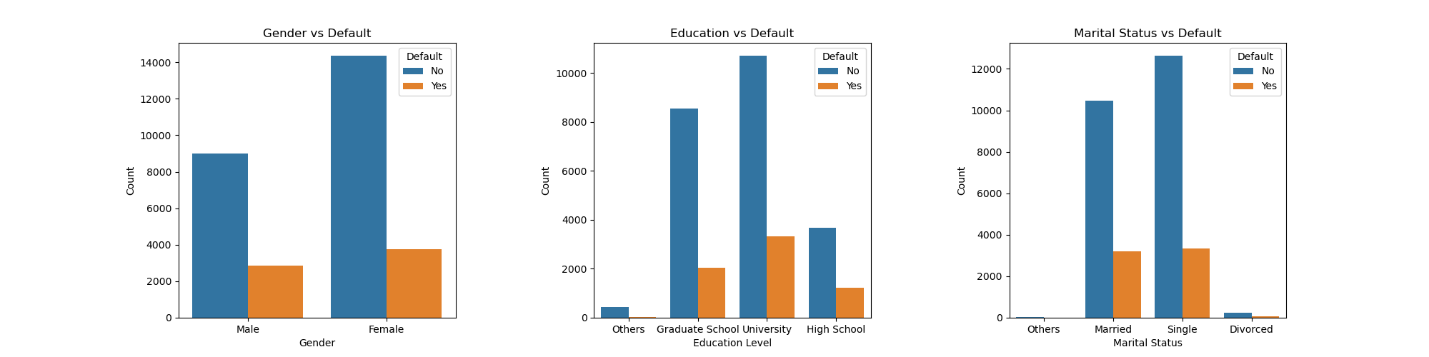 Gender vs Default
Default
No
Yes
14000
12000
10000
8000
6000
4000
2000
0
Count
Male
Female
Gender
Education vs Default
Default
No
Yes
10000
8000
6000
4000
2000
0
Count
Others
Graduate School
University
High School
Education Level
Marital Status vs Default
Default
No
Yes
12000
10000
8000
6000
4000
2000
0
Count
Others
Married
Single
Divorced
Marital Status